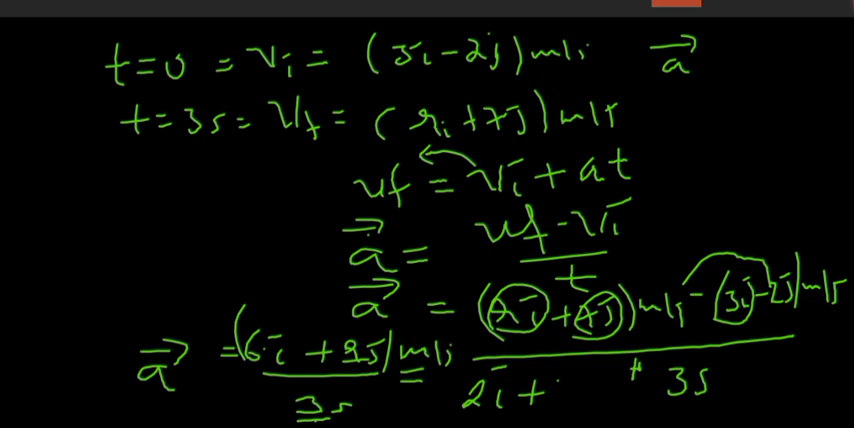 t=0 = vi = (3i-2j)m/s a
t=3s= Vf= (9i+7j)m/s
vf = vi + at
a = vf-vi
t
a = (9i+7j)m/s-(3i-2j)m/s
3s
a =(6i + 9j)m/s =
3s
2i+